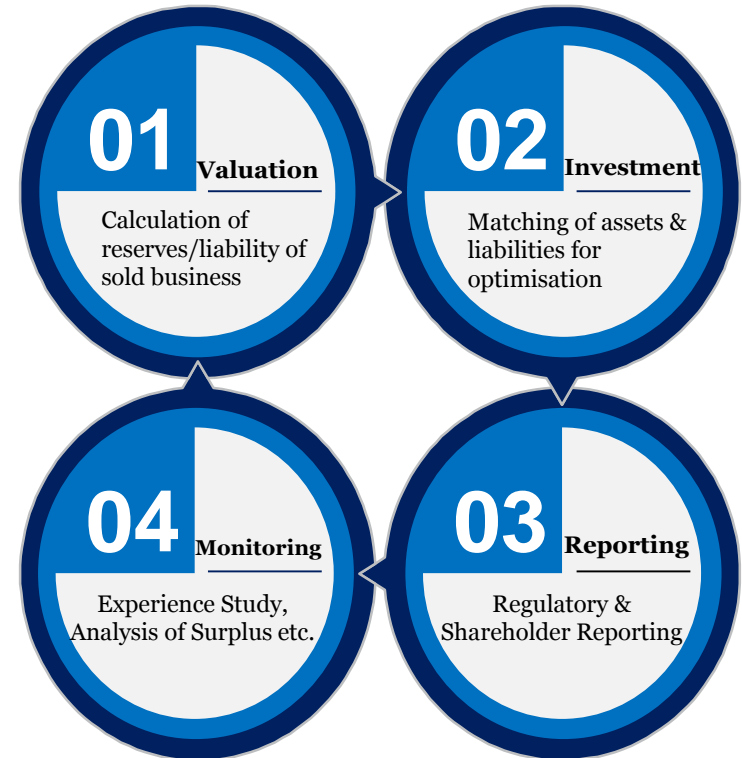 01
Valuation
Calculation of
reserves/liability of
sold business
02
Investment
Matching of assets &
liabilities for
optimisation
04
Monitoring
Experience Study,
Analysis of Surplus etc.
03
Reporting
Regulatory &
Shareholder Reporting